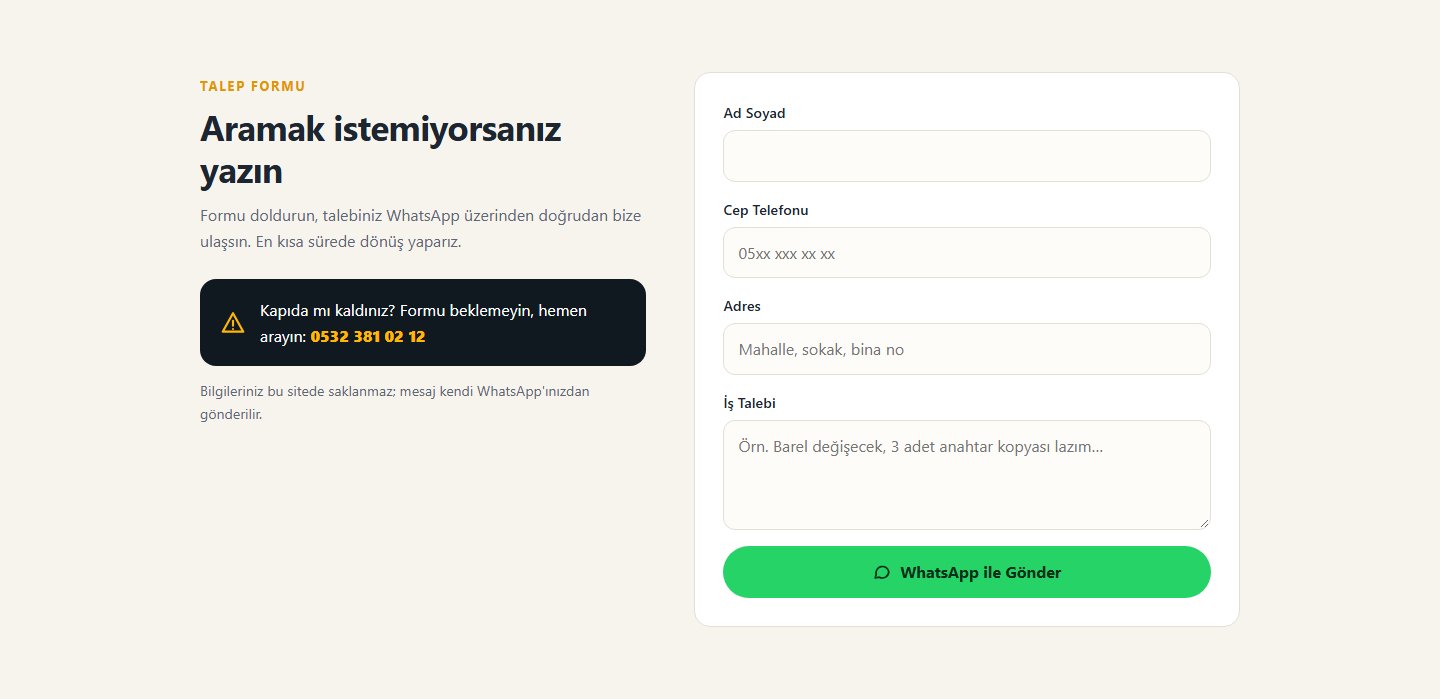 TALEP FORMU
Aramak istemiyorsanız
yazın
Formu doldurun, talebiniz WhatsApp üzerinden doğrudan bize
ulaşsın. En kısa sürede dönüş yaparız.
Kapıda mı kaldınız? Formu beklemeyin, hemen
arayın: 0532 381 02 12
Bilgileriniz bu sitede saklanmaz; mesaj kendi WhatsApp'ınızdan
gönderilir.
Ad Soyad
Cep Telefonu
05xx xxx xx xx
Adres
Mahalle, sokak, bina no
İş Talebi
Örn. Barel değişecek, 3 adet anahtar kopyası lazım...
WhatsApp ile Gönder